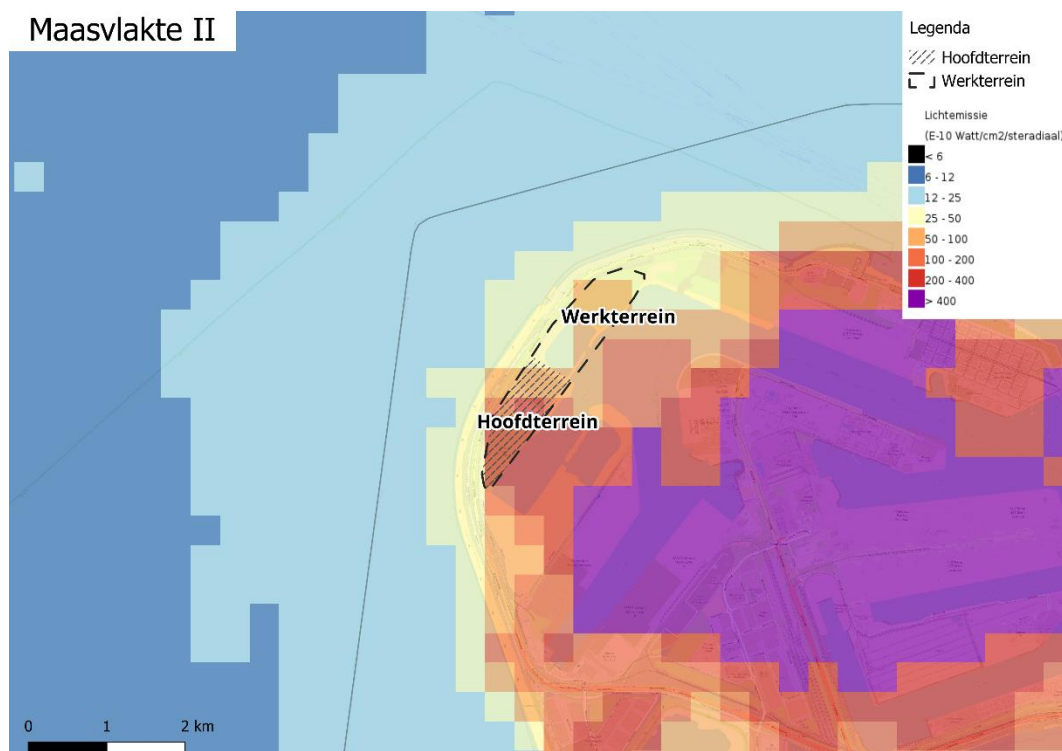 Maasvlakte II
Legenda
Hoofdterrein
Werkterrein
Lichtemissie
(E-10 Watt/cm2/steradiaal)
< 6
6 - 12
12 - 25
25 - 50
50 - 100
100 - 200
200 - 400
> 400
Werkterrein
Hoofdterrein
0 1 2 km